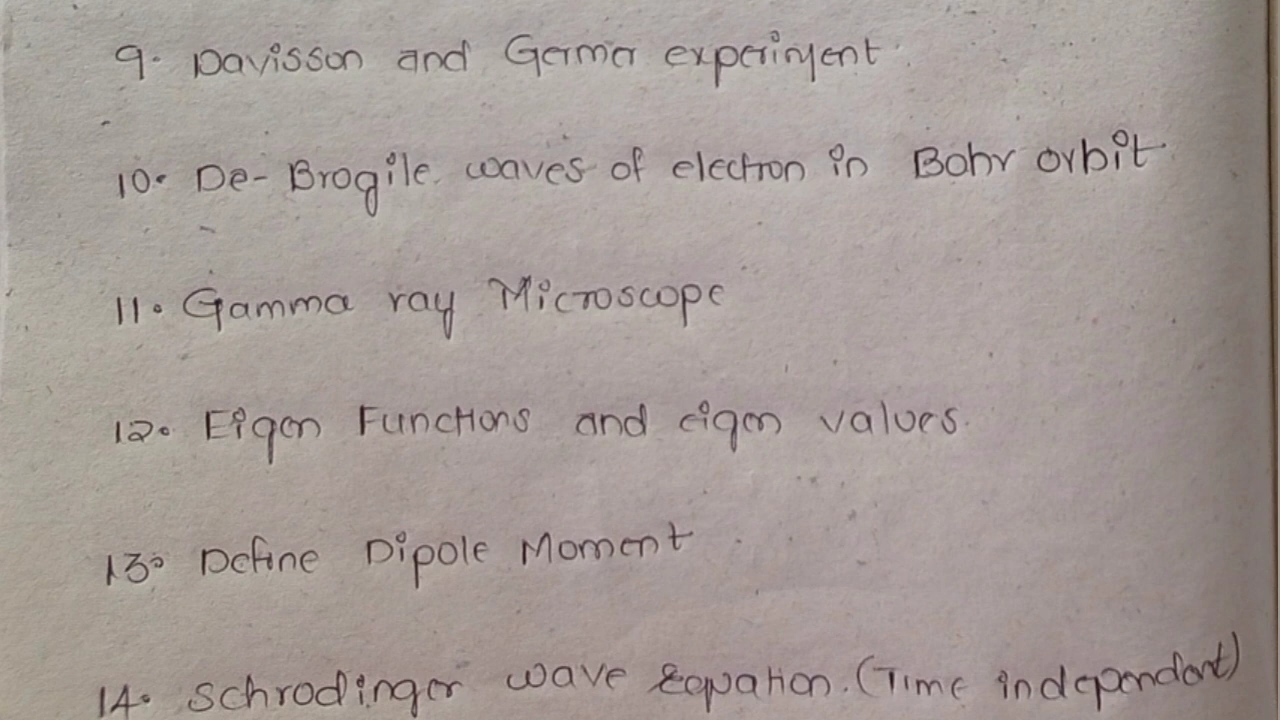 9. Davisson and Germer experiment
10. De-Brogile waves of electron in Bohr orbit
11. Gamma ray Microscope
12. Eigen Functions and eigen values.
13. Define Dipole Moment
14. Schrodinger wave Equation. (Time independent)